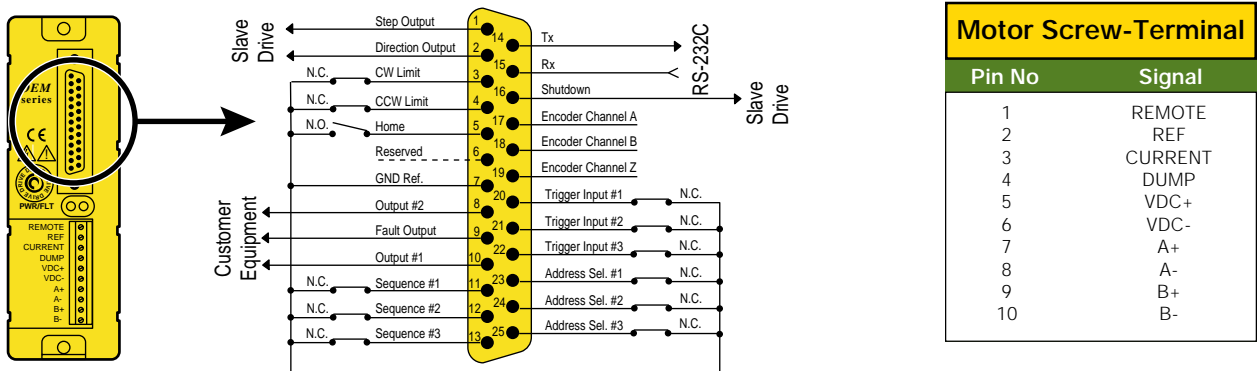 OEM
series
CE
PWR/FLT
REMOTE
REF
CURRENT
DUMP
VDC+
VDC-
A+
A-
B+
B-
Slave
Drive
Customer
Equipment
Step Output 1
Direction Output 2
N.C. CW Limit 3
N.C. CCW Limit 4
N.O. Home 5
Reserved 6
GND Ref. 7
Output #2 8
Fault Output 9
Output #1 10
N.C. Sequence #1 11
N.C. Sequence #2 12
N.C. Sequence #3 13
14 Tx
15 Rx
16 Shutdown
17 Encoder Channel A
18 Encoder Channel B
19 Encoder Channel Z
20 Trigger Input #1 N.C.
21 Trigger Input #2 N.C.
22 Trigger Input #3 N.C.
23 Address Sel. #1 N.C.
24 Address Sel. #2 N.C.
25 Address Sel. #3 N.C.
RS-232C
Slave
Drive
Motor Screw-Terminal
Pin No Signal
1 REMOTE
2 REF
3 CURRENT
4 DUMP
5 VDC+
6 VDC-
7 A+
8 A-
9 B+
10 B-